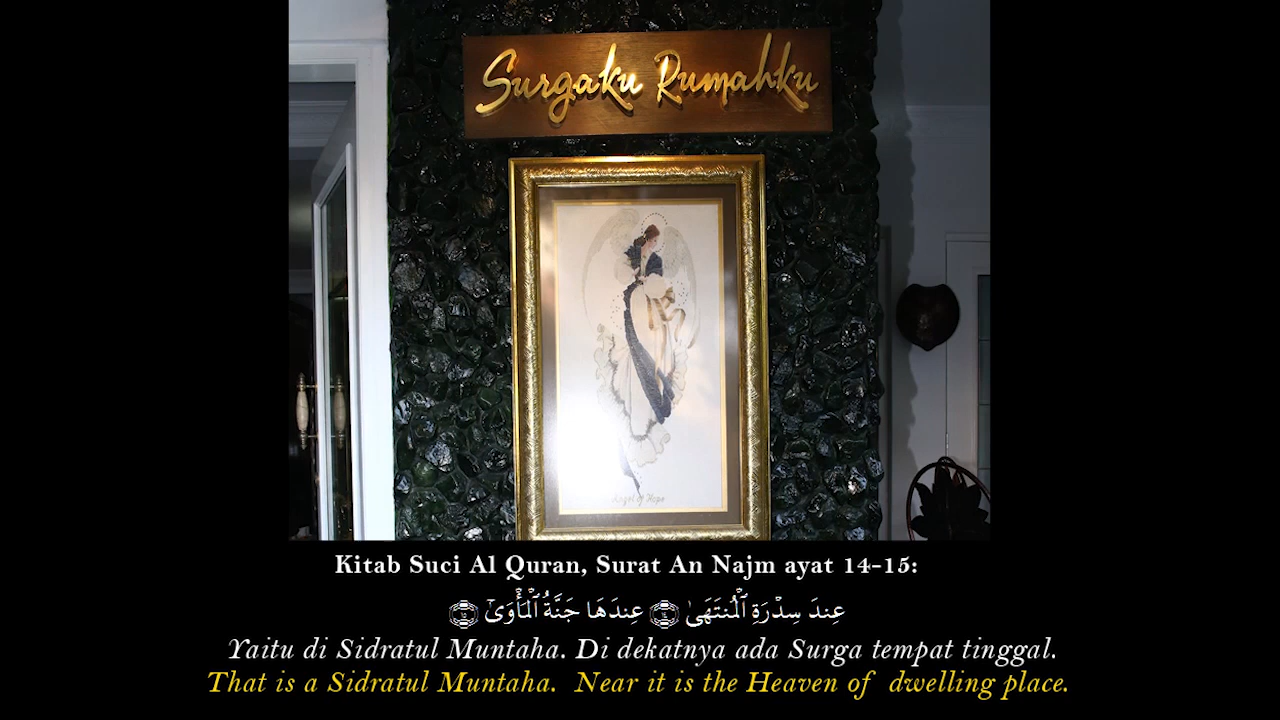 Surgaku Rumahku
Angel of Hope
Kitab Suci Al Quran, Surat An Najm ayat 14-15:
عِندَ سِدْرَةِ ٱلْمُنتَهَىٰ ۝١٤ عِندَهَا جَنَّةُ ٱلْمَأْوَىٰٓ ۝١٥
Yaitu di Sidratul Muntaha. Di dekatnya ada Surga tempat tinggal.
That is a Sidratul Muntaha. Near it is the Heaven of dwelling place.